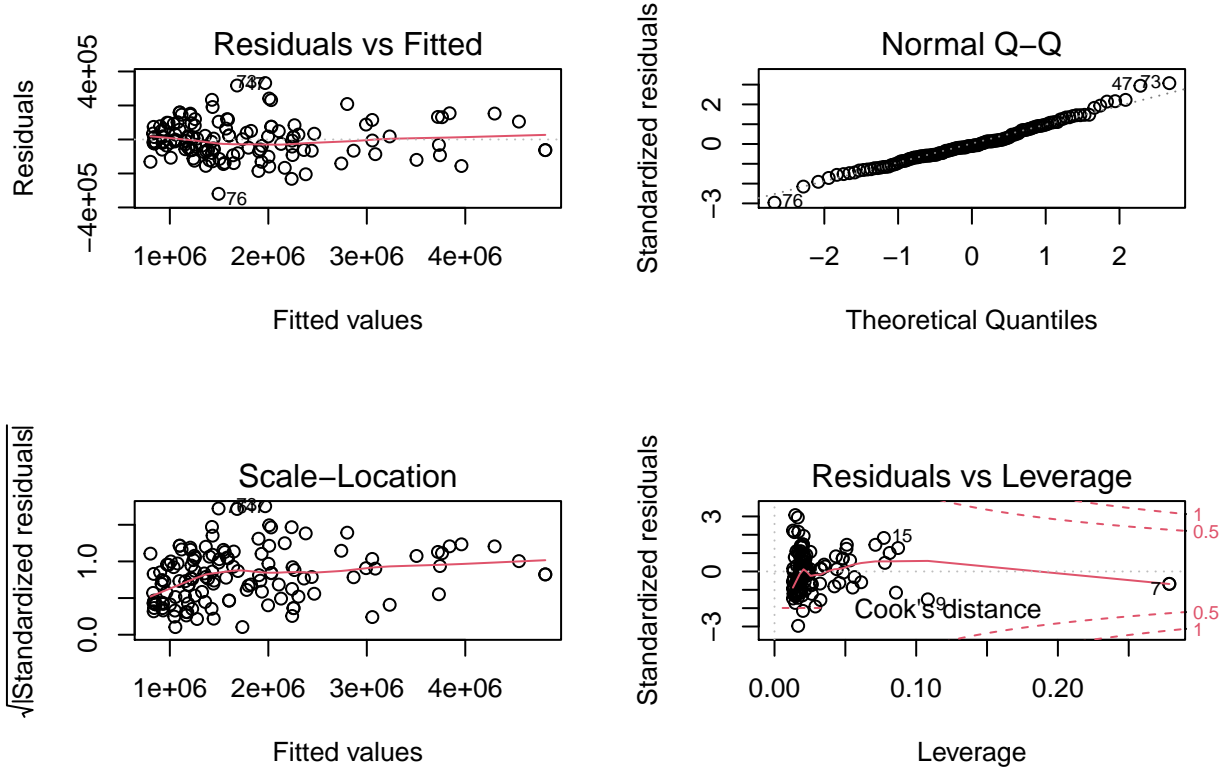 Residuals vs Fitted
Residuals
4e+05
−4e+05
76
1e+06 2e+06 3e+06 4e+06
Fitted values
Normal Q−Q
Standardized residuals
2
0
−3
47
73
76
−2 −1 0 1 2
Theoretical Quantiles
Scale−Location
√|Standardized residuals|
1.0
0.0
1e+06 2e+06 3e+06 4e+06
Fitted values
Residuals vs Leverage
Standardized residuals
3
0
−3
15
7
9
Cook's distance
1
0.5
0.5
1
0.00 0.10 0.20
Leverage